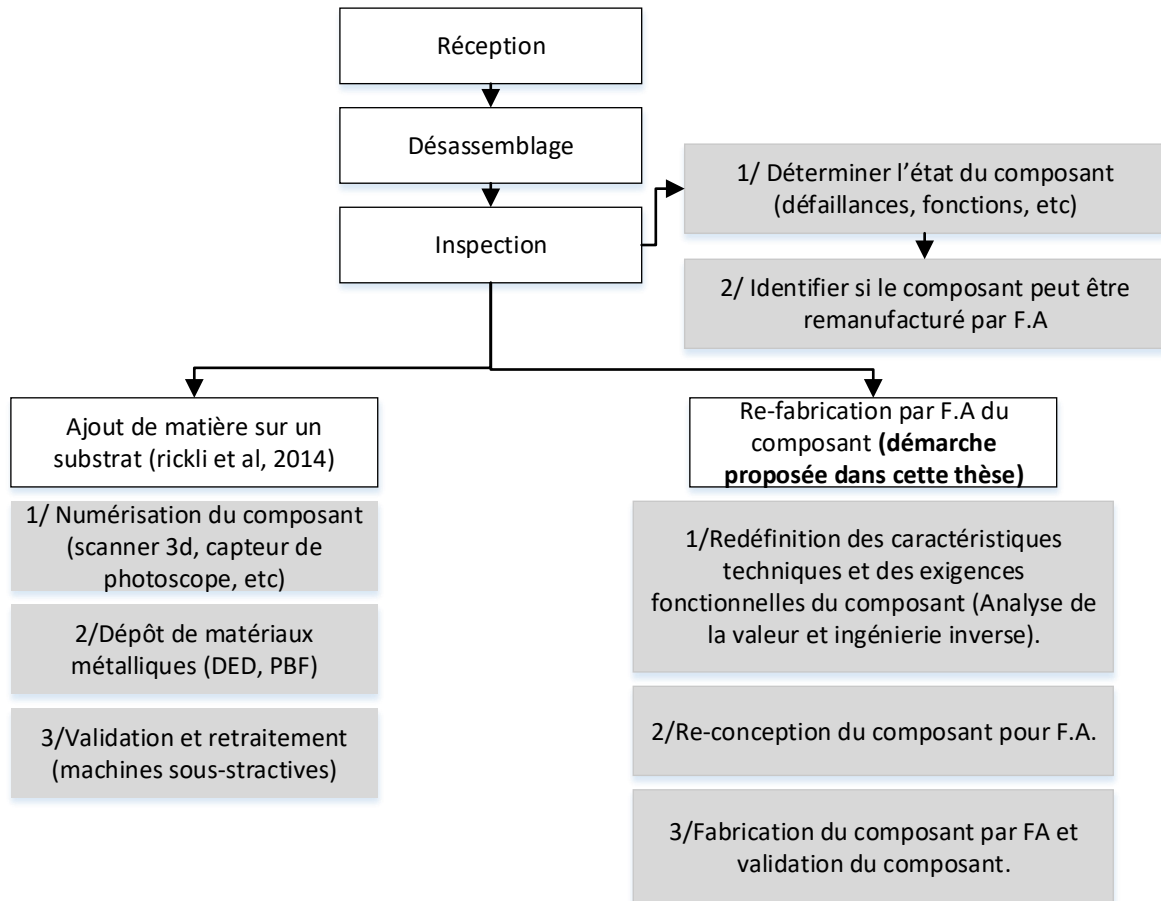 Réception
Désassemblage
Inspection
1/ Déterminer l’état du composant
(défaillances, fonctions, etc)
2/ Identifier si le composant peut être
remanufacturé par F.A
Ajout de matière sur un
substrat (rickli et al, 2014)
1/ Numérisation du composant
(scanner 3d, capteur de
photoscope, etc)
2/Dépôt de matériaux
métalliques (DED, PBF)
3/Validation et retraitement
(machines sous-stractives)
Re-fabrication par F.A du
composant (démarche
proposée dans cette thèse)
1/Redéfinition des caractéristiques
techniques et des exigences
fonctionnelles du composant (Analyse de
la valeur et ingénierie inverse).
2/Re-conception du composant pour F.A.
3/Fabrication du composant par FA et
validation du composant.